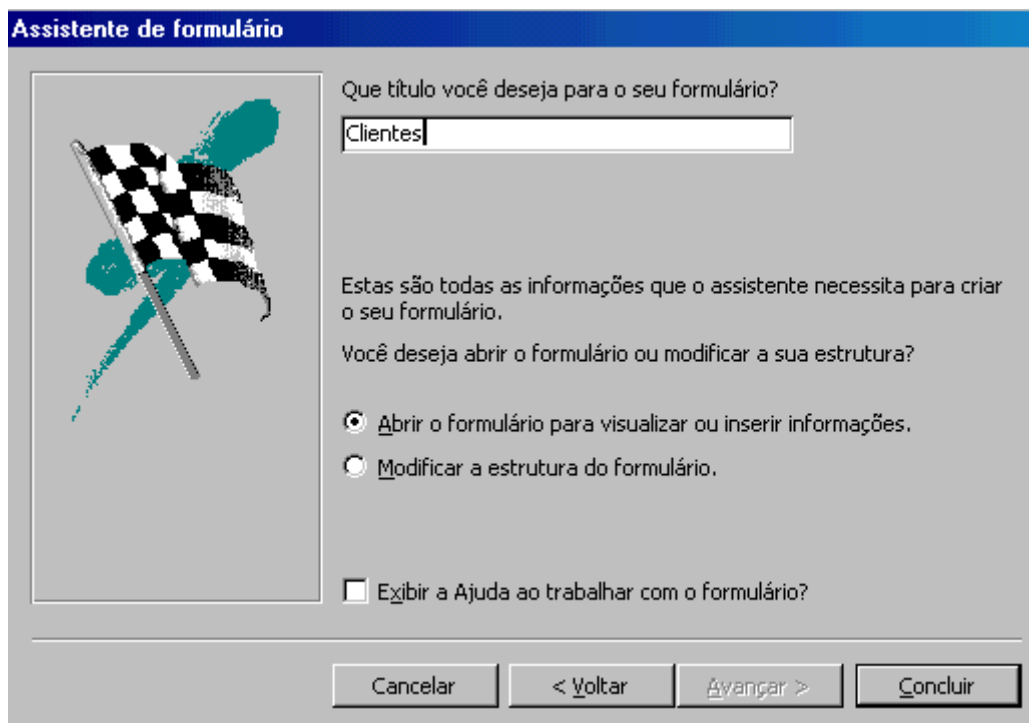 Assistente de formulário
Que título você deseja para o seu formulário?
Clientes
Estas são todas as informações que o assistente necessita para criar
o seu formulário.
Você deseja abrir o formulário ou modificar a sua estrutura?
Abrir o formulário para visualizar ou inserir informações.
Modificar a estrutura do formulário.
Exibir a Ajuda ao trabalhar com o formulário?
Cancelar < Voltar Avançar > Concluir